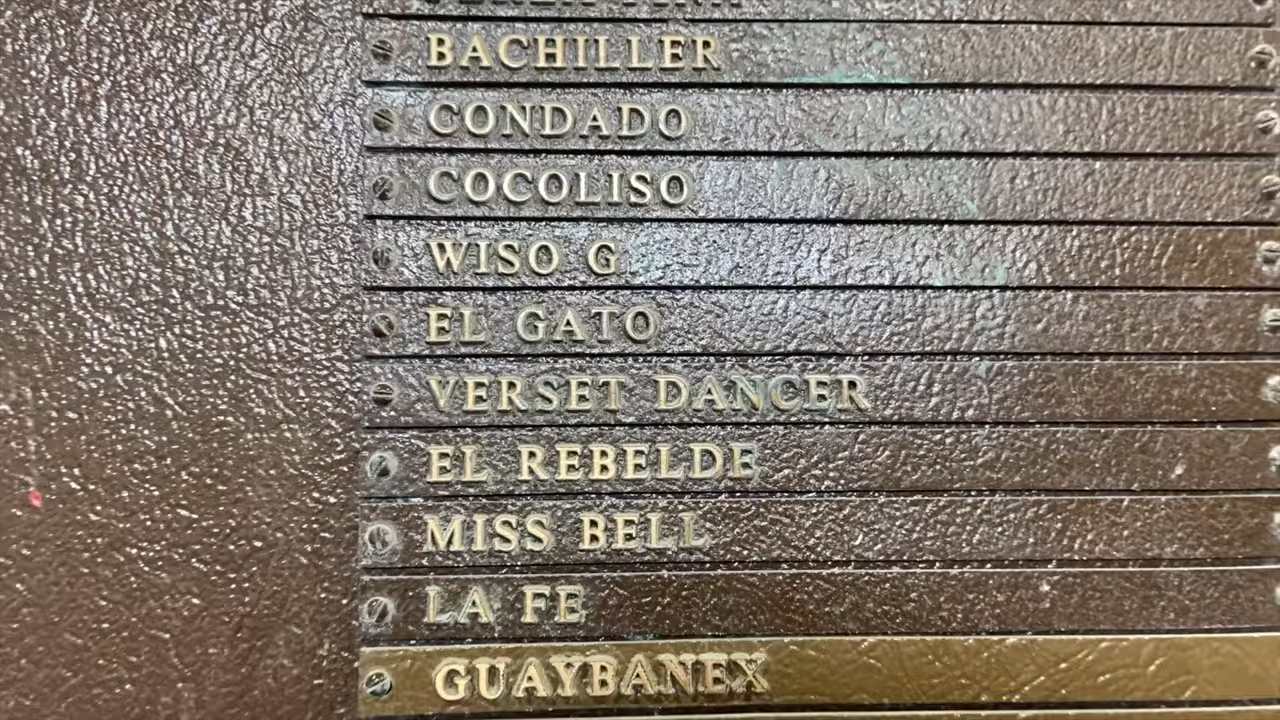 BACHILLER
CONDADO
COCOLISO
WISO G
EL GATO
VERSET DANCER
EL REBELDE
MISS BELL
LA FE
GUAYBANEX